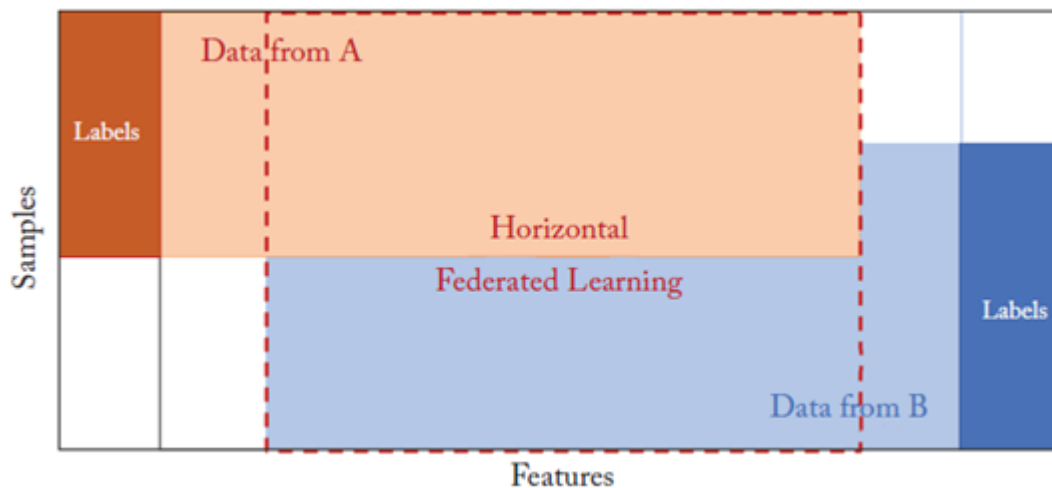 Data from A
Labels
Horizontal
Federated Learning
Samples
Labels
Data from B
Features